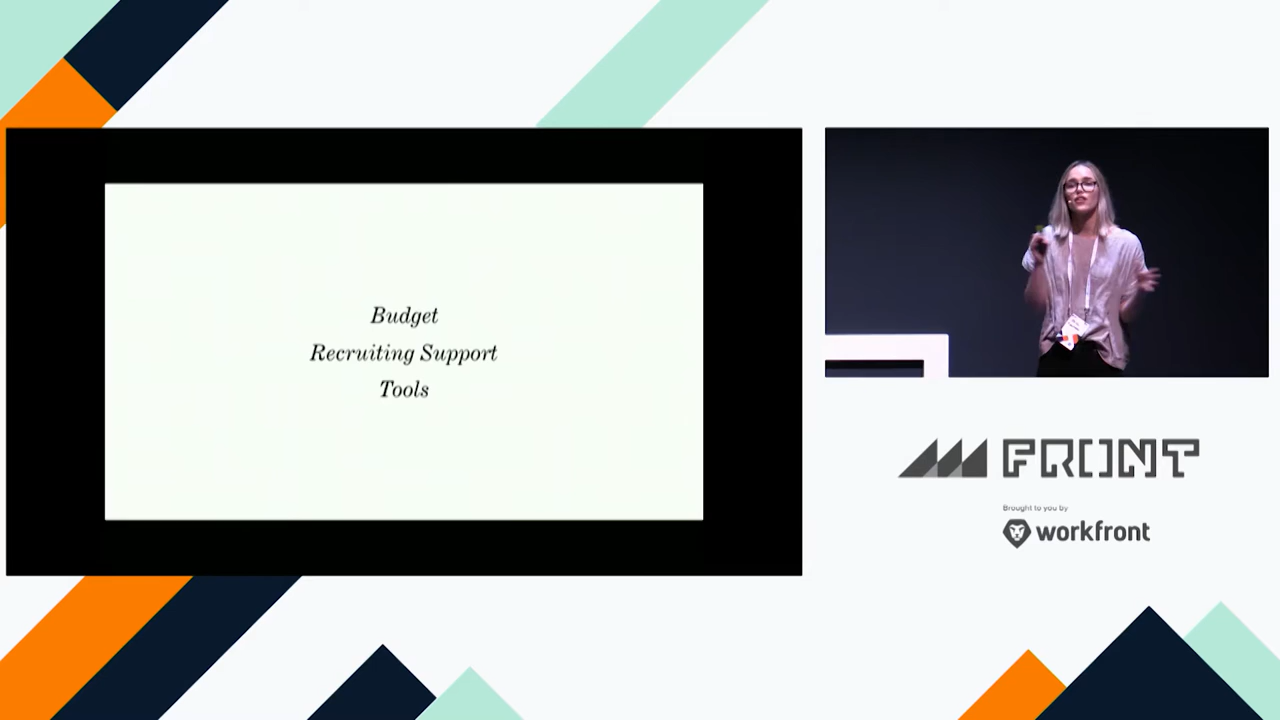 Budget
Recruiting Support
Tools
FRONT
Brought to you by
workfront